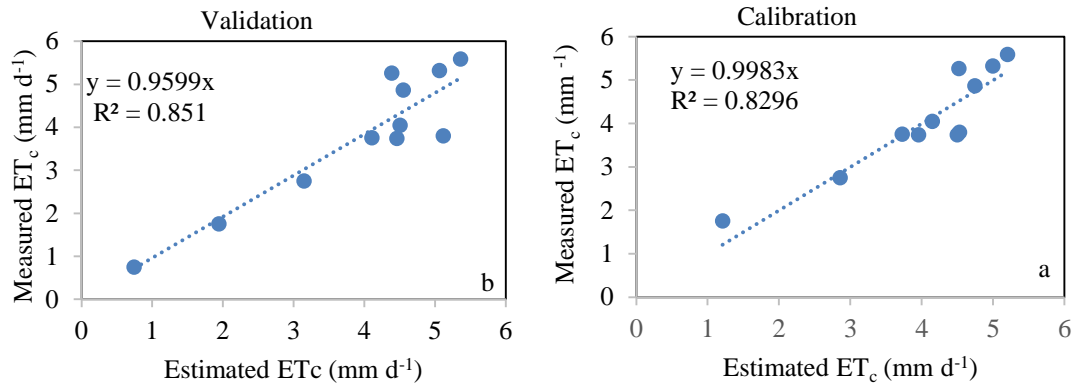 Validation
y = 0.9599x
R² = 0.851
Measured ETc (mm d-1)
6
5
4
3
2
1
0
b
0 1 2 3 4 5 6
Estimated ETc (mm d-1)
Calibration
y = 0.9983x
R² = 0.8296
Measured ETc (mm -1)
6
5
4
3
2
1
0
a
0 1 2 3 4 5 6
Estimated ETc (mm d-1)